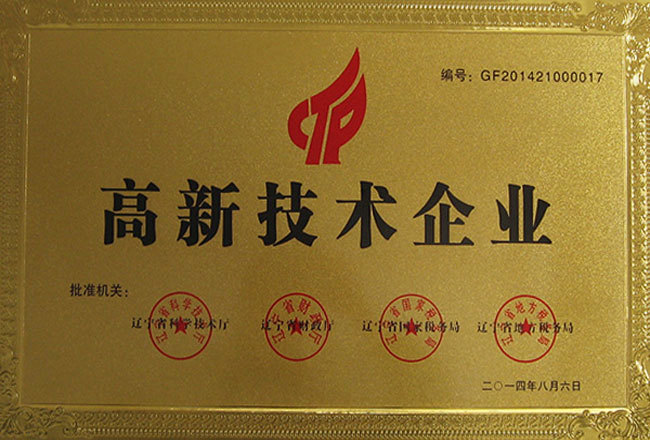 编号：GF201421000017
高新技术企业
批准机关：
辽宁省科学技术厅 辽宁省财政厅 辽宁省国家税务局 辽宁省地方税务局
二〇一四年八月六日